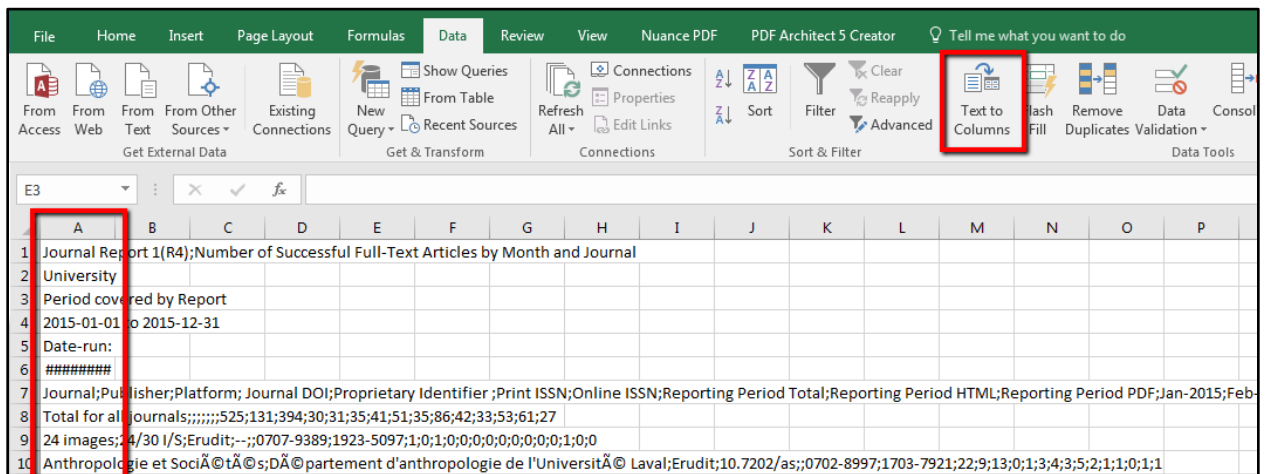 File Home Insert Page Layout Formulas Data Review View Nuance PDF PDF Architect 5 Creator Tell me what you want to do
From Access From Web From Text From Other Sources Existing Connections New Query Show Queries From Table Recent Sources Refresh All Connections Properties Edit Links Sort Filter Clear Reapply Advanced Text to Columns Flash Fill Remove Duplicates Data Validation Consol
Get External Data Get & Transform Connections Sort & Filter Data Tools
E3 fx
A B C D E F G H I J K L M N O P
1 Journal Report 1(R4);Number of Successful Full-Text Articles by Month and Journal
2 University
3 Period covered by Report
4 2015-01-01 to 2015-12-31
5 Date-run:
6 ########
7 Journal;Publisher;Platform; Journal DOI;Proprietary Identifier ;Print ISSN;Online ISSN;Reporting Period Total;Reporting Period HTML;Reporting Period PDF;Jan-2015;Feb-
8 Total for all journals;;;;;;;525;131;394;30;31;35;41;51;35;86;42;33;53;61;27
9 24 images;24/30 I/S;Erudit;--;;0707-9389;1923-5097;1;0;1;0;0;0;0;0;0;0;0;0;1;0;0
10 Anthropologie et SociÃ©tÃ©s;DÃ©partement d'anthropologie de l'UniversitÃ© Laval;Erudit;10.7202/as;;0702-8997;1703-7921;22;9;13;0;1;3;4;3;5;2;1;1;0;1;1